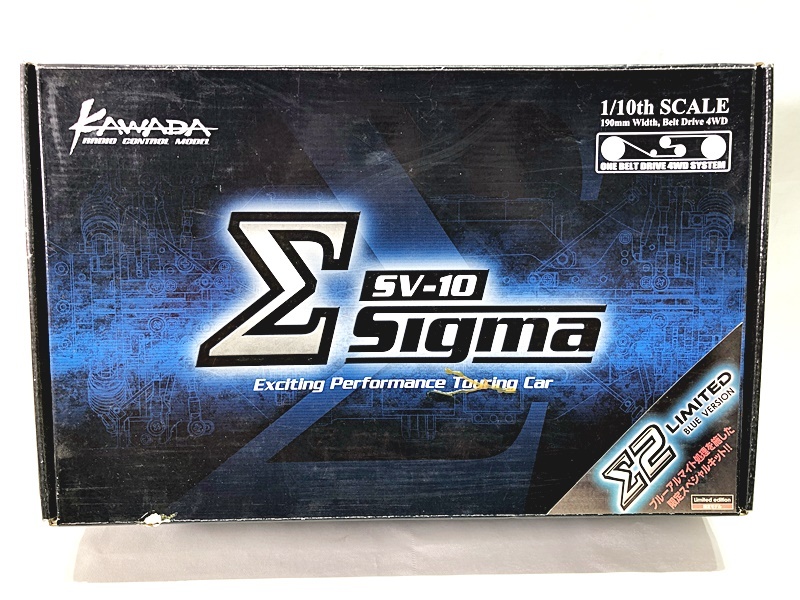 KAWADA
RADIO CONTROL MODEL
1/10th SCALE
190mm Width, Belt Drive 4WD
ONE BELT DRIVE 4WD SYSTEM
Σ
SV-10
Sigma
Exciting Performance Touring Car
Σ2 LIMITED
BLUE VERSION
ブルーアルマイト処理を施した
限定スペシャルキット!!
Limited edition